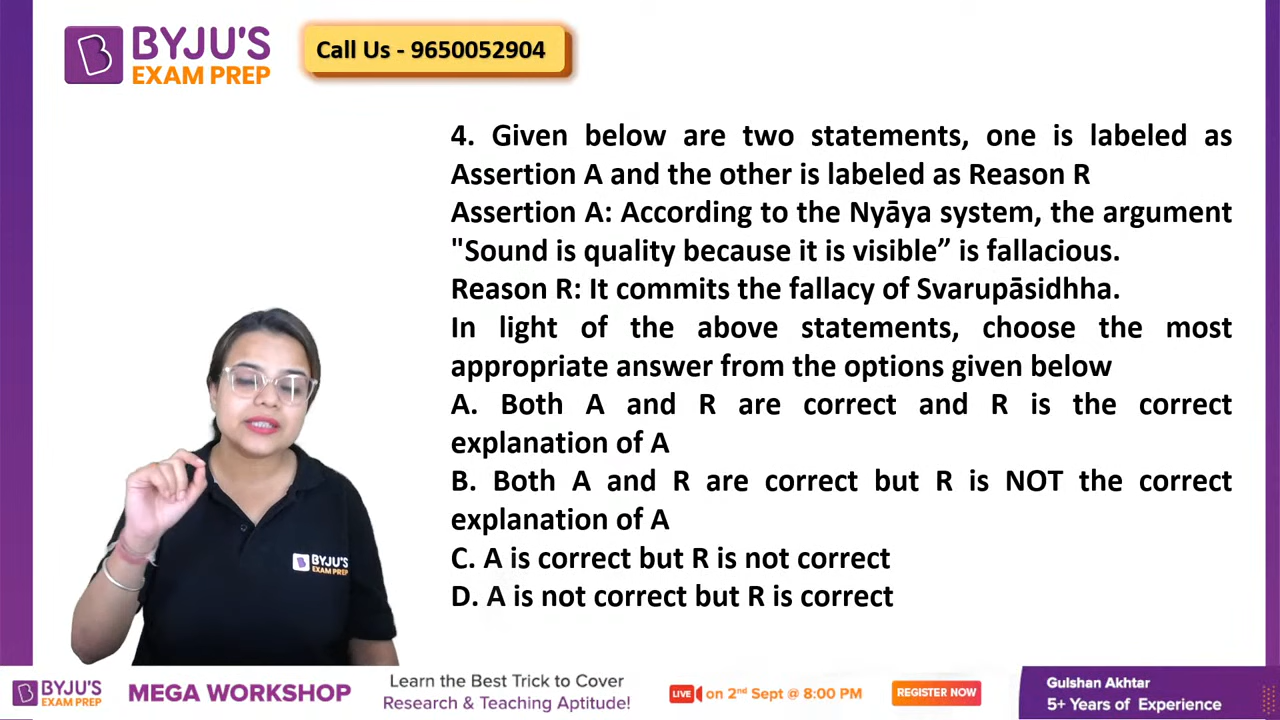 BYJU'S
EXAM PREP
Call Us - 9650052904
4. Given below are two statements, one is labeled as
Assertion A and the other is labeled as Reason R
Assertion A: According to the Nyāya system, the argument
"Sound is quality because it is visible” is fallacious.
Reason R: It commits the fallacy of Svarupāsidhha.
In light of the above statements, choose the most
appropriate answer from the options given below
A. Both A and R are correct and R is the correct
explanation of A
B. Both A and R are correct but R is NOT the correct
explanation of A
C. A is correct but R is not correct
D. A is not correct but R is correct
BYJU'S
EXAM PREP
BYJU'S
EXAM PREP
MEGA WORKSHOP
Learn the Best Trick to Cover
Research & Teaching Aptitude!
LIVE on 2nd Sept @ 8:00 PM
REGISTER NOW
Gulshan Akhtar
5+ Years of Experience